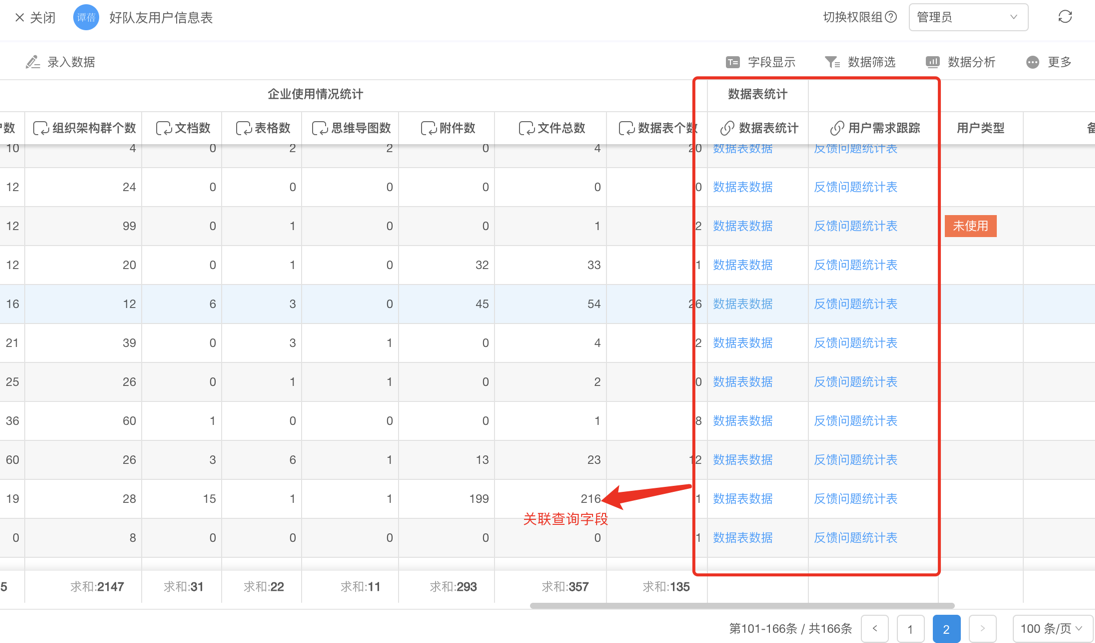 关闭 谭蓓 好队友用户信息表 切换权限组 管理员
录入数据 字段显示 数据筛选 数据分析 更多
企业使用情况统计 数据表统计
户数 组织架构群个数 文档数 表格数 思维导图数 附件数 文件总数 数据表个数 数据表统计 用户需求跟踪 用户类型 备
10 4 0 2 2 0 4 20 数据表数据 反馈问题统计表
12 24 0 0 0 0 0 0 数据表数据 反馈问题统计表
12 99 0 1 0 0 1 2 数据表数据 反馈问题统计表 未使用
12 20 0 1 0 32 33 1 数据表数据 反馈问题统计表
16 12 6 3 0 45 54 26 数据表数据 反馈问题统计表
21 39 0 3 1 0 4 2 数据表数据 反馈问题统计表
25 26 0 1 1 0 2 0 数据表数据 反馈问题统计表
36 60 1 0 0 0 1 8 数据表数据 反馈问题统计表
60 26 3 6 1 13 23 12 数据表数据 反馈问题统计表
19 28 15 1 1 199 216 1 数据表数据 反馈问题统计表
关联查询字段
0 8 0 0 0 0 0 1 数据表数据 反馈问题统计表
5 求和:2147 求和:31 求和:22 求和:11 求和:293 求和:357 求和:135
第101-166条 / 共166条 < 1 2 > 100 条/页